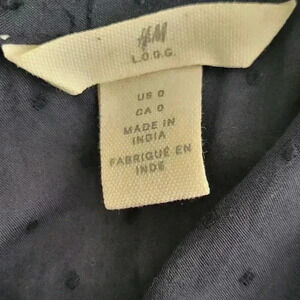 H&M
L.O.G.G.
US 0
CA 0
MADE IN
INDIA
FABRIQUÉ EN
INDE